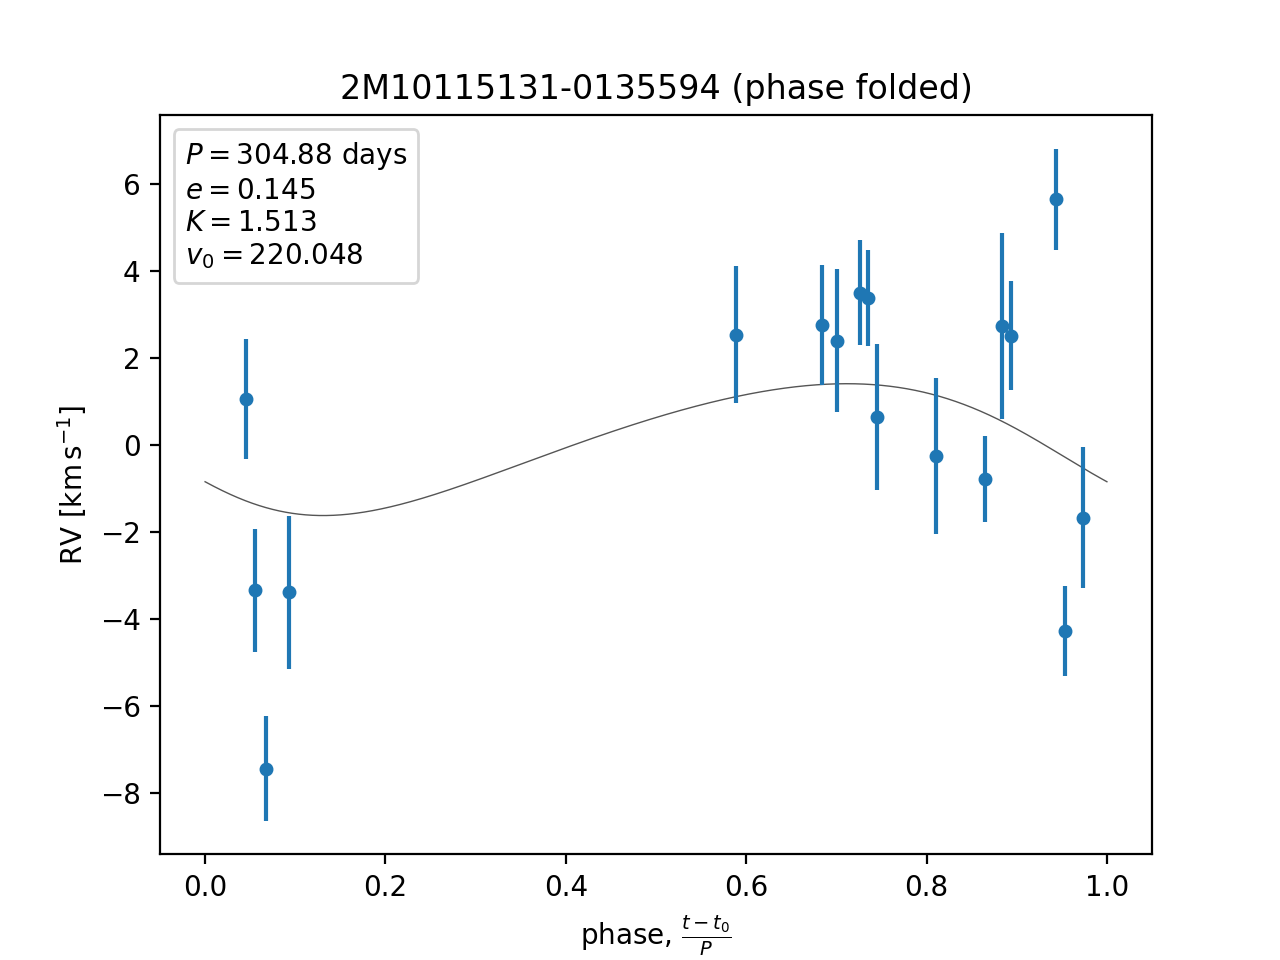 2M10115131-0135594 (phase folded)
P = 304.88 days
e = 0.145
K = 1.513
v₀ = 220.048
6
4
2
0
−2
−4
−6
−8
RV [km s⁻¹]
0.0 0.2 0.4 0.6 0.8 1.0
phase, (t − t₀)/P